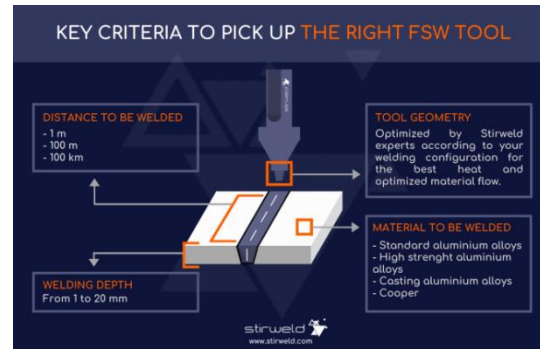 KEY CRITERIA TO PICK UP THE RIGHT FSW TOOL
DISTANCE TO BE WELDED
- 1 m
- 100 m
- 100 km
TOOL GEOMETRY
Optimized by Stirweld
experts according to your
welding configuration for
the best heat and
optimized material flow.
MATERIAL TO BE WELDED
- Standard aluminium alloys
- High strenght aluminium
alloys
- Casting aluminium alloys
- Cooper
WELDING DEPTH
From 1 to 20 mm
stirweld
www.stirweld.com